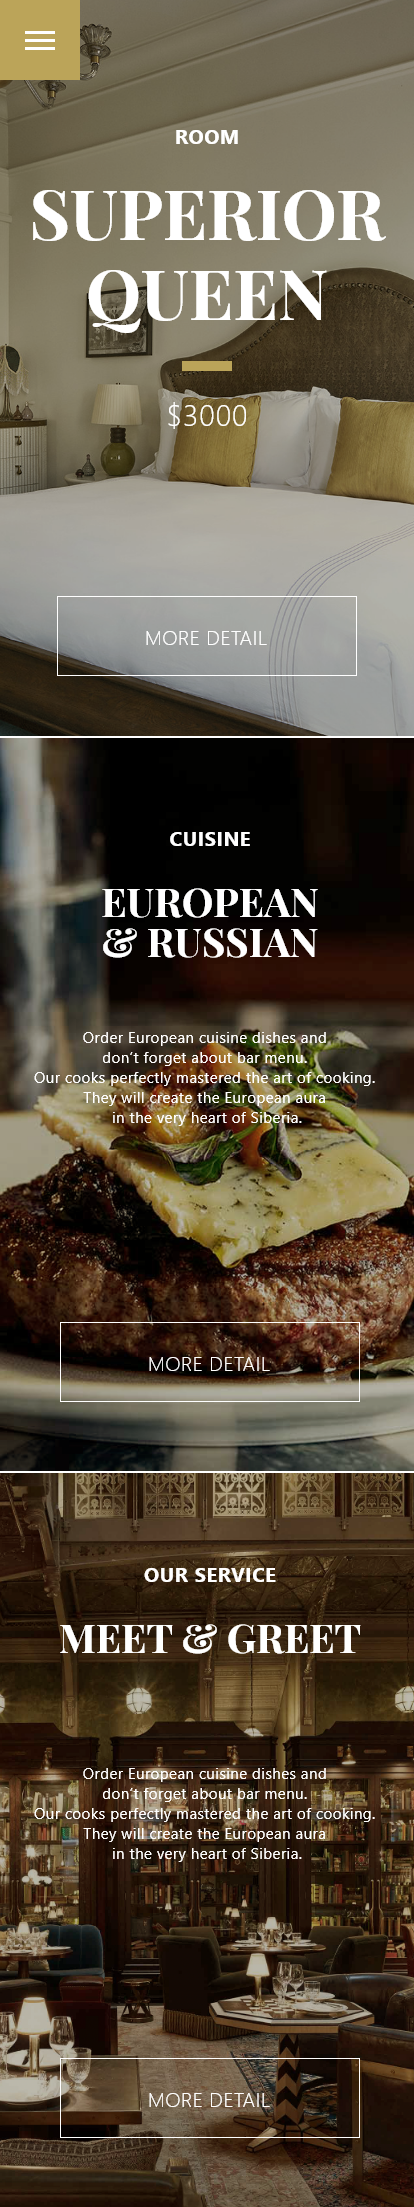 ROOM
SUPERIOR
QUEEN
$3000
MORE DETAIL
CUISINE
EUROPEAN
& RUSSIAN
Order European cuisine dishes and
don't forget about bar menu.
Our cooks perfectly mastered the art of cooking.
They will create the European aura
in the very heart of Siberia.
MORE DETAIL
OUR SERVICE
MEET & GREET
Order European cuisine dishes and
don't forget about bar menu.
Our cooks perfectly mastered the art of cooking.
They will create the European aura
in the very heart of Siberia.
MORE DETAIL